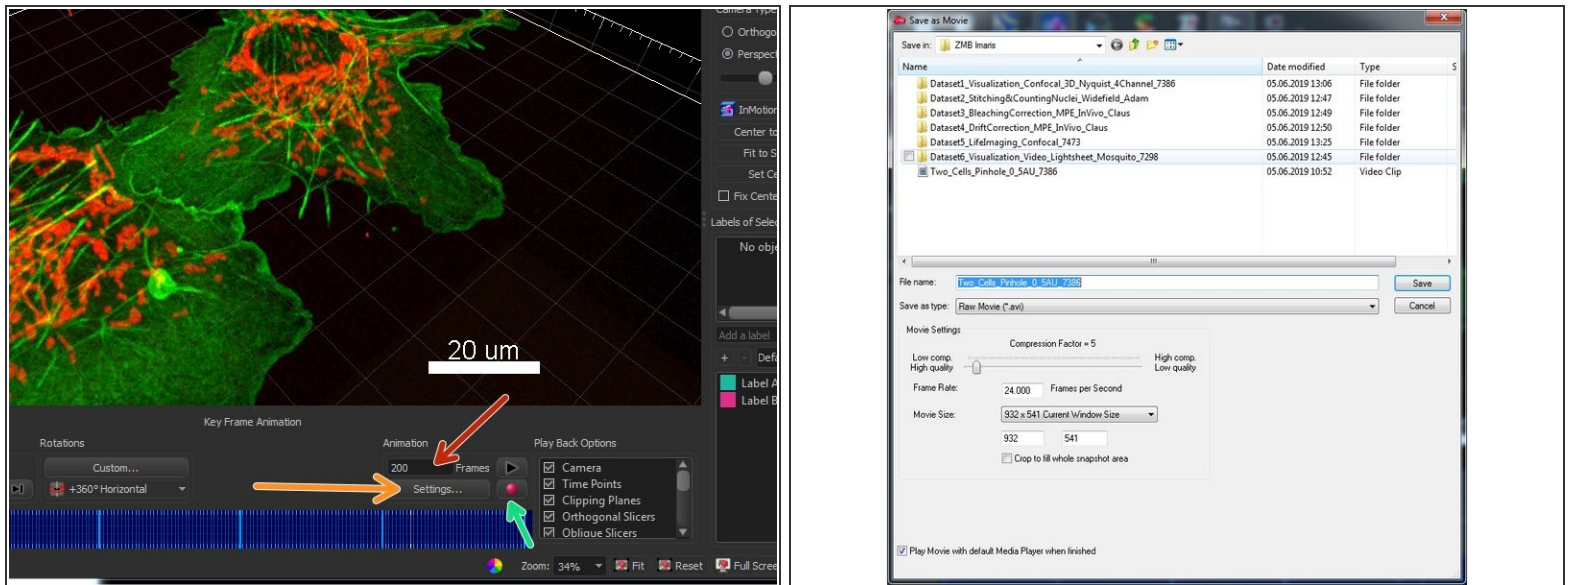 Camera Type
Orthogo
Perspect
InMotion
Center to
Fit to S
Set Ce
Fix Cente
Labels of Selec
No obje
20 um
Add a label
+ - Defa
Label A
Label B
Key Frame Animation
Rotations
Animation
Play Back Options
Custom...
200 Frames
Camera
+360° Horizontal
Settings...
Time Points
Clipping Planes
Orthogonal Slicers
Oblique Slicers
Zoom: 34% Fit Reset Full Scree
Save as Movie
Save in: ZMB Imaris
Name Date modified Type S
Dataset1_Visualization_Confocal_3D_Nyquist_4Channel_7386 05.06.2019 13:06 File folder
Dataset2_Stitching&CountingNuclei_Widefield_Adam 05.06.2019 12:47 File folder
Dataset3_BleachingCorrection_MPE_InVivo_Claus 05.06.2019 12:49 File folder
Dataset4_DriftCorrection_MPE_InVivo_Claus 05.06.2019 12:50 File folder
Dataset5_LifeImaging_Confocal_7473 05.06.2019 13:25 File folder
Dataset6_Visualization_Video_Lightsheet_Mosquito_7298 05.06.2019 12:45 File folder
Two_Cells_Pinhole_0_5AU_7386 05.06.2019 10:52 Video Clip
File name: Two_Cells_Pinhole_0_5AU_7386 Save
Save as type: Raw Movie (*.avi) Cancel
Movie Settings
Compression Factor = 5
Low comp. High comp.
High quality Low quality
Frame Rate: 24.000 Frames per Second
Movie Size: 932 x 541 Current Window Size
932 541
Crop to fill whole snapshot area
Play Movie with default Media Player when finished